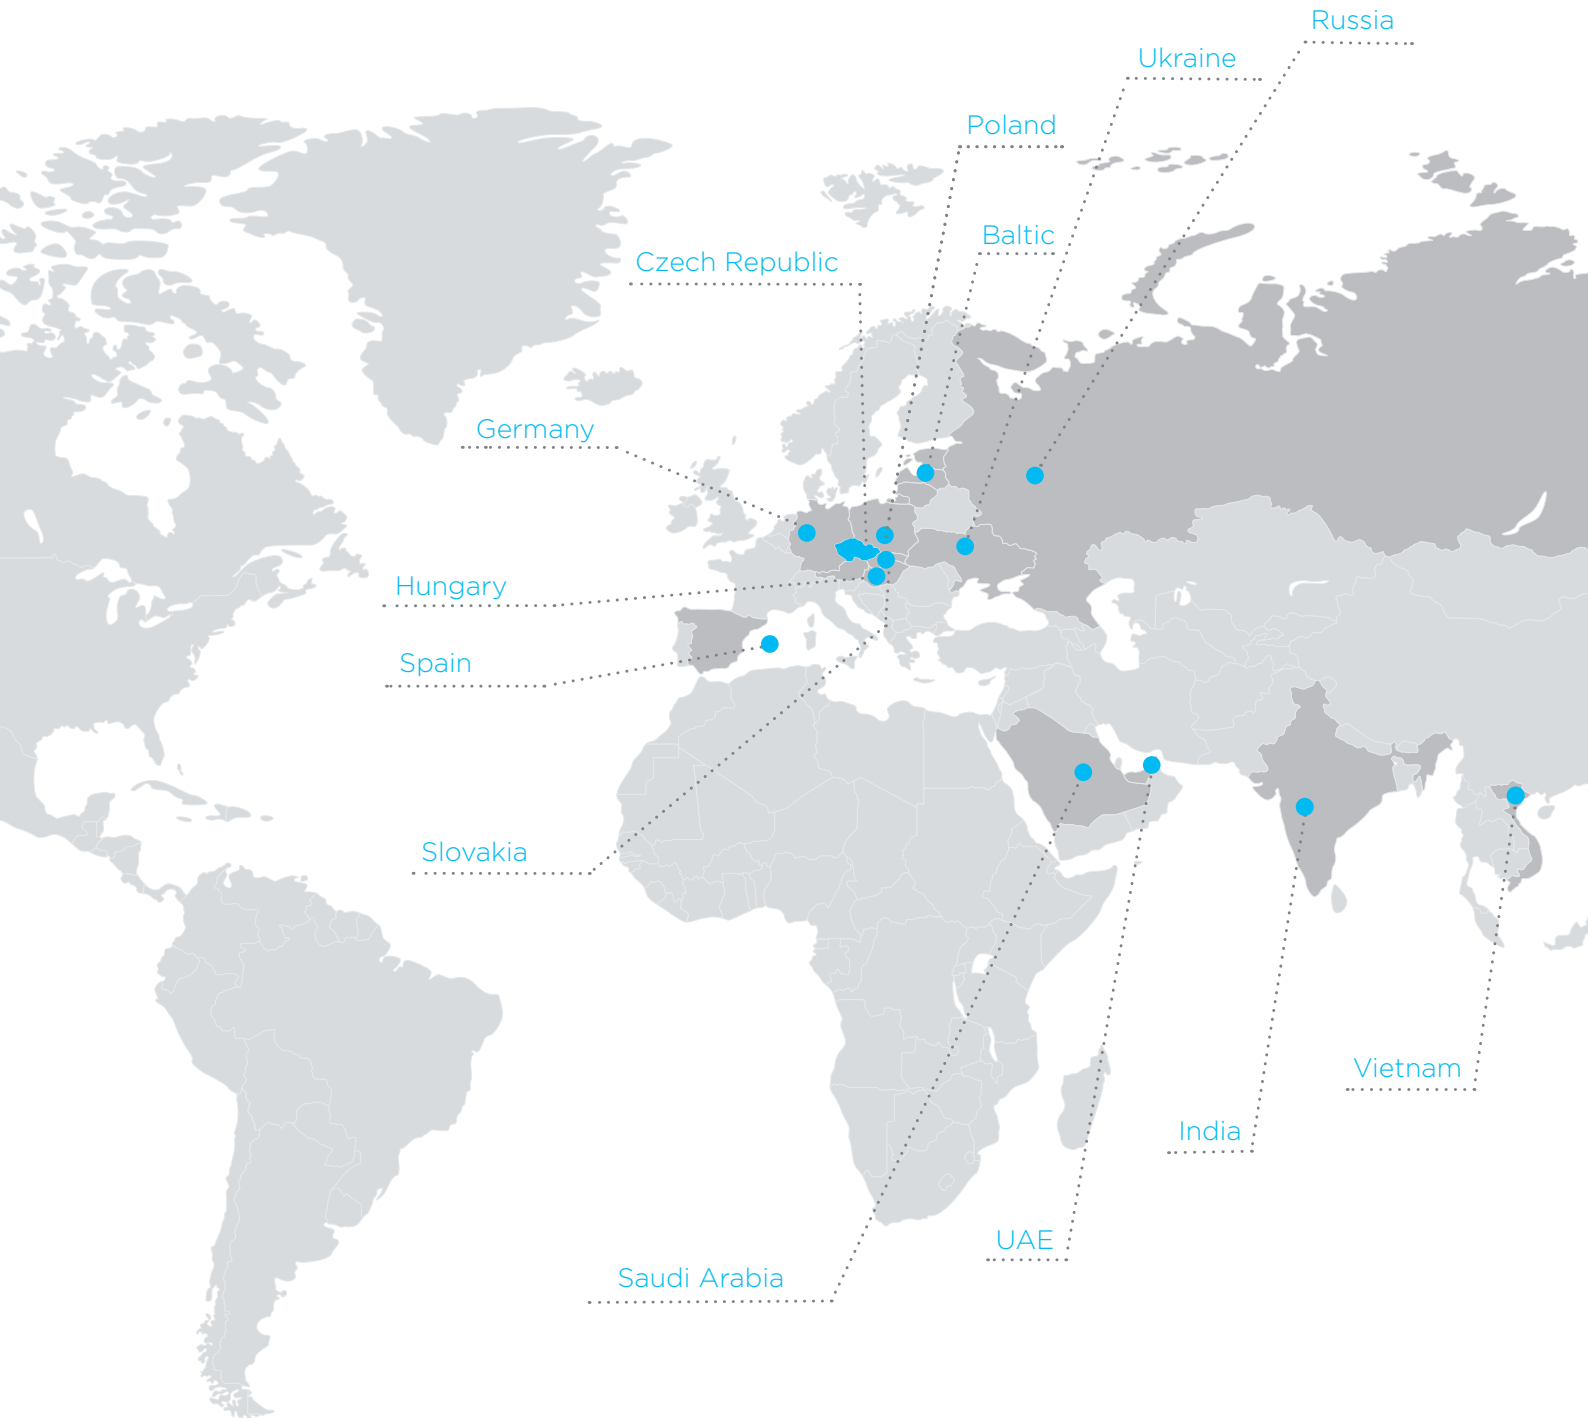 Russia
Ukraine
Poland
Baltic
Czech Republic
Germany
Hungary
Spain
Slovakia
Vietnam
India
UAE
Saudi Arabia